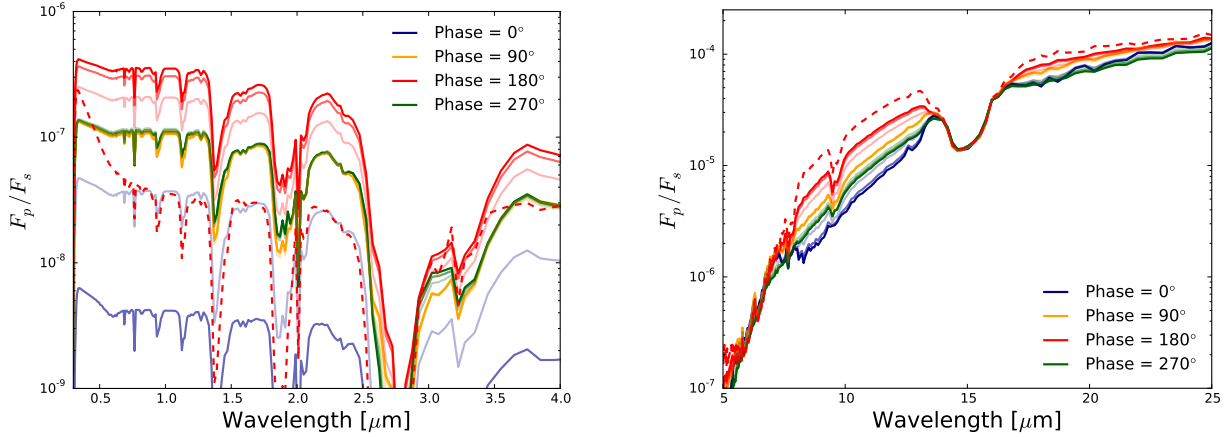 10⁻⁶
10⁻⁷
10⁻⁸
10⁻⁹
F_p/F_s
Phase = 0°
Phase = 90°
Phase = 180°
Phase = 270°
0.5 1.0 1.5 2.0 2.5 3.0 3.5 4.0
Wavelength [μm]
10⁻⁴
10⁻⁵
10⁻⁶
10⁻⁷
F_p/F_s
Phase = 0°
Phase = 90°
Phase = 180°
Phase = 270°
5 10 15 20 25
Wavelength [μm]